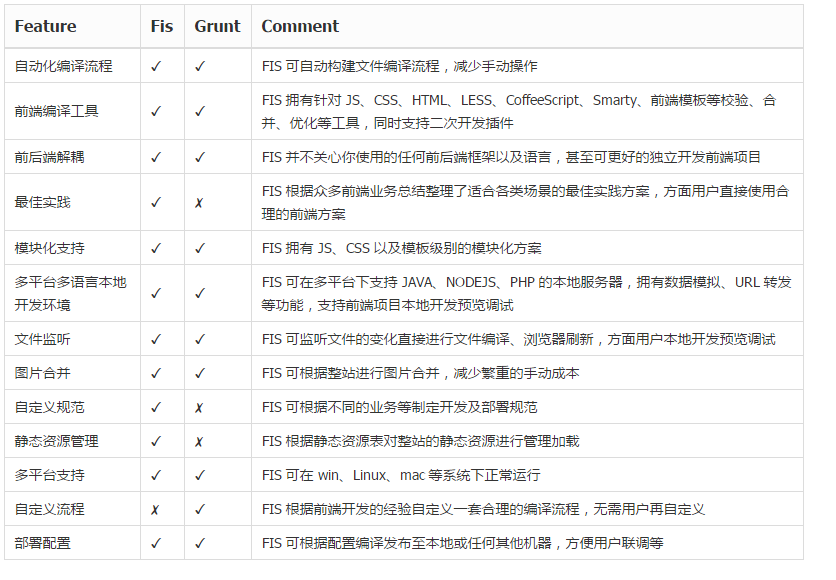 Feature Fis Grunt Comment
自动化编译流程 ✓ ✓ FIS 可自动构建文件编译流程，减少手动操作
前端编译工具 ✓ ✓ FIS 拥有针对 JS、CSS、HTML、LESS、CoffeeScript、Smarty、前端模板等校验、合
并、优化等工具，同时支持二次开发插件
前后端解耦 ✓ ✓ FIS 并不关心你使用的任何前后端框架以及语言，甚至可更好的独立开发前端项目
最佳实践 ✓ ✗ FIS 根据众多前端业务总结整理了适合各类场景的最佳实践方案，方面用户直接使用合
理的前端方案
模块化支持 ✓ ✓ FIS 拥有 JS、CSS 以及模板级别的模块化方案
多平台多语言本地
开发环境 ✓ ✓ FIS 可在多平台下支持 JAVA、NODEJS、PHP 的本地服务器，拥有数据模拟、URL 转发
等功能，支持前端项目本地开发预览调试
文件监听 ✓ ✓ FIS 可监听文件的变化直接进行文件编译、浏览器刷新，方面用户本地开发预览调试
图片合并 ✓ ✓ FIS 可根据整站进行图片合并，减少繁重的手动成本
自定义规范 ✓ ✗ FIS 可根据不同的业务等制定开发及部署规范
静态资源管理 ✓ ✗ FIS 根据静态资源表对整站的静态资源进行管理加载
多平台支持 ✓ ✓ FIS 可在 win、Linux、mac 等系统下正常运行
自定义流程 ✗ ✓ FIS 根据前端开发的经验自定义一套合理的编译流程，无需用户再自定义
部署配置 ✓ ✓ FIS 可根据配置编译发布至本地或任何其他机器，方便用户联调等